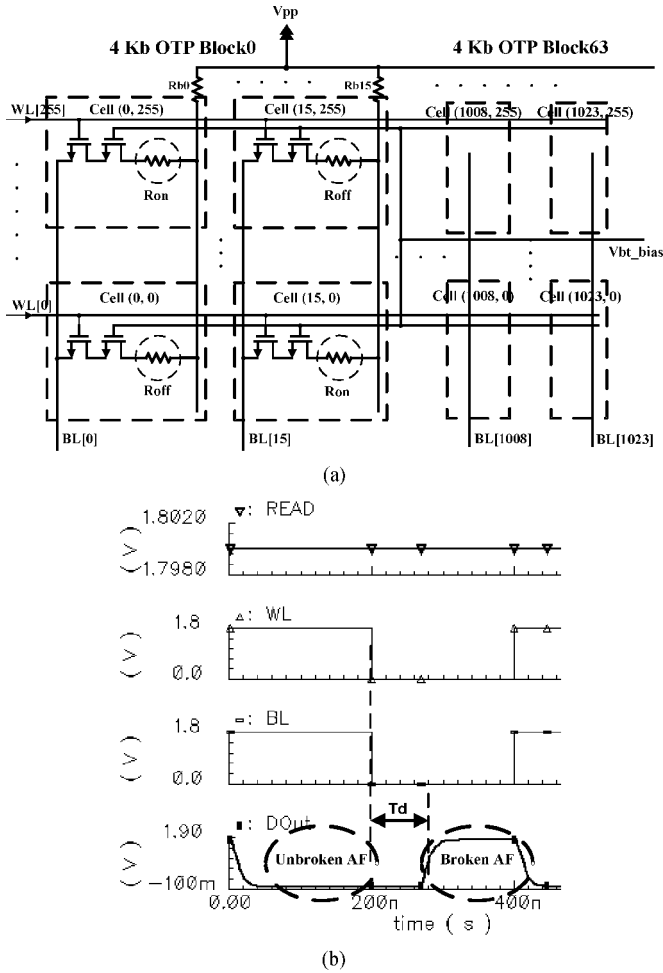 Vpp
4 Kb OTP Block0
4 Kb OTP Block63
Rb0
Rb15
WL[255]
Cell (0, 255)
Cell (15, 255)
Cell (1008, 255)
Cell (1023, 255)
Ron
Roff
Vbt_bias
WL[0]
Cell (0, 0)
Cell (15, 0)
Cell (1008, 0)
Cell (1023, 0)
Roff
Ron
BL[0]
BL[15]
BL[1008]
BL[1023]
(a)
: READ
1.8020
(V)
1.7980
: WL
1.8
(V)
0.0
: BL
1.8
(V)
0.0
Td
: DOut
1.90
(V)
Unbroken AF
Broken AF
-100m
0.00
200n
400n
time ( s )
(b)